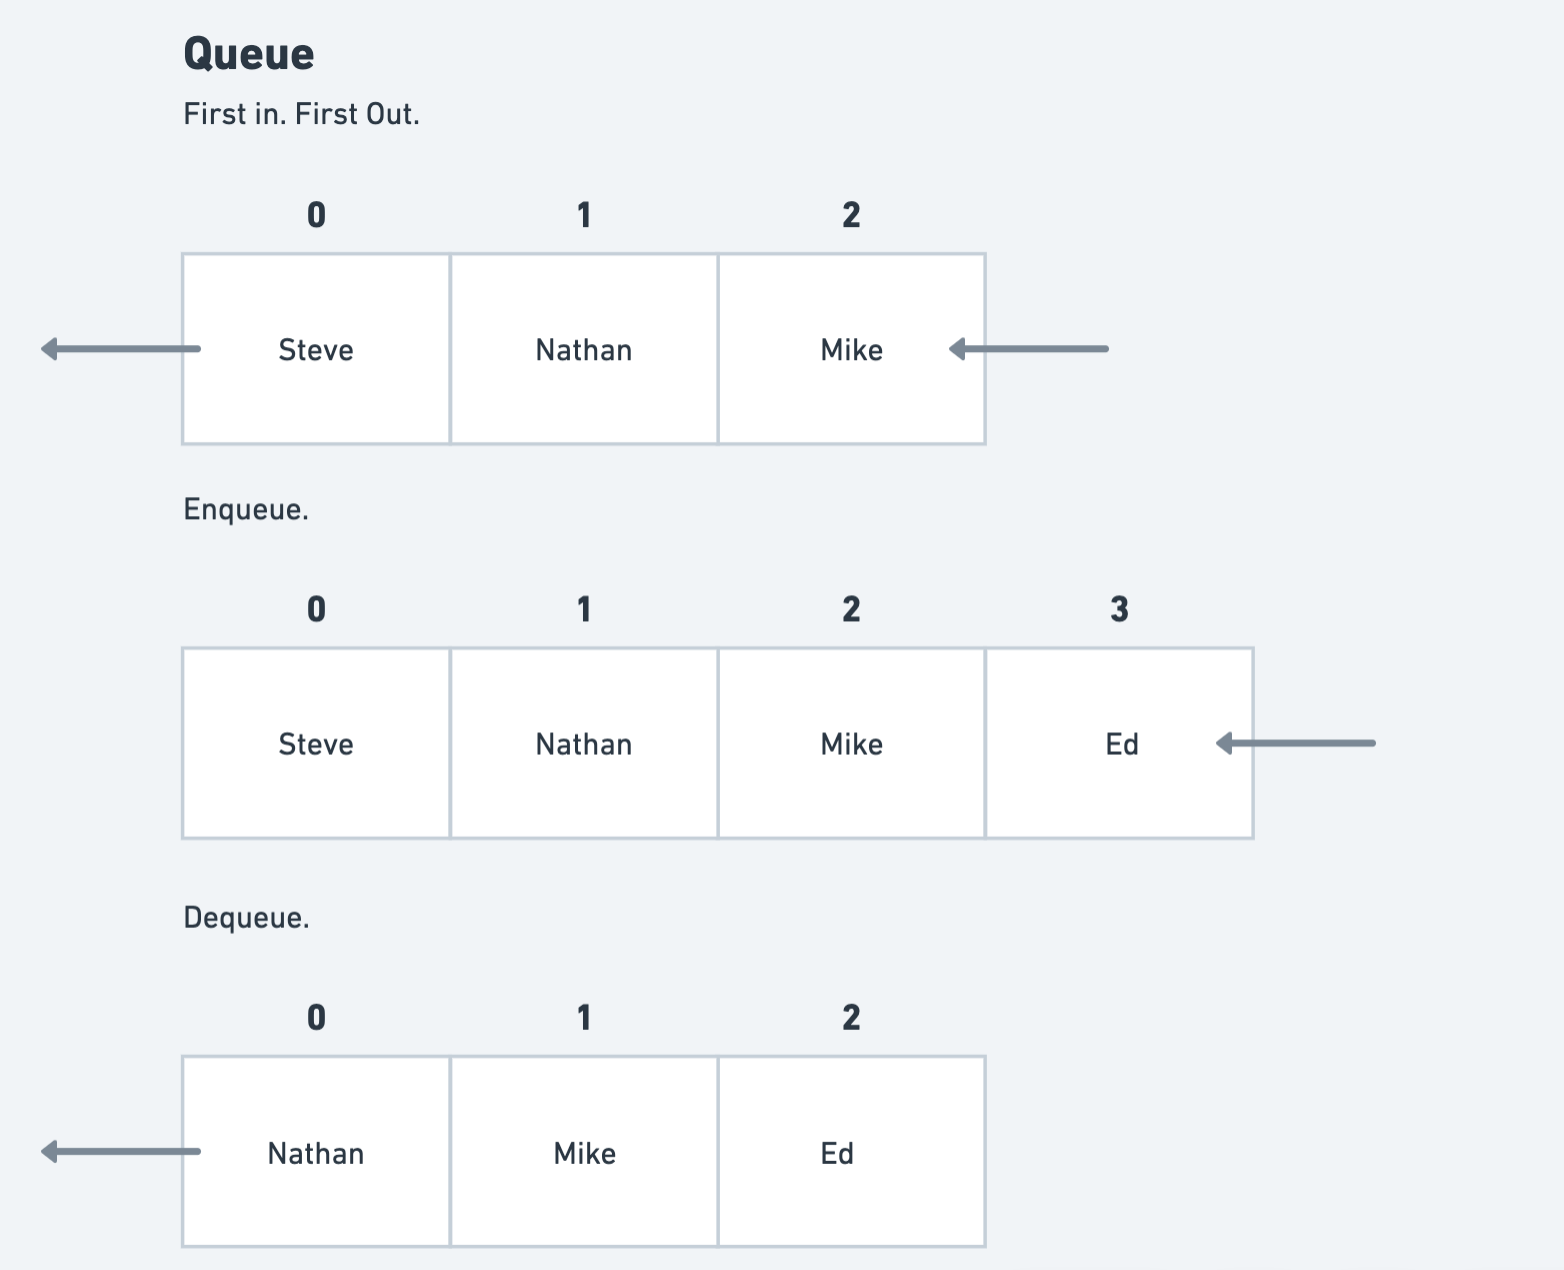 Queue
First in. First Out.
0 1 2
Steve Nathan Mike
Enqueue.
0 1 2 3
Steve Nathan Mike Ed
Dequeue.
0 1 2
Nathan Mike Ed